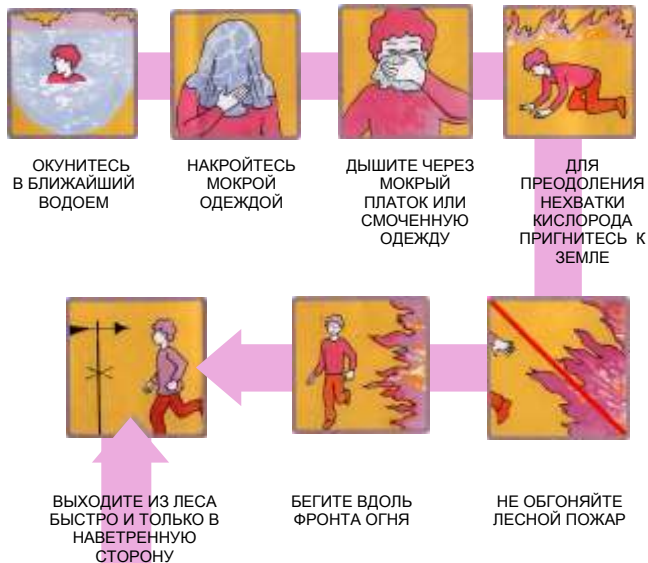 ОКУНИТЕСЬ
В БЛИЖАЙШИЙ
ВОДОЕМ
НАКРОЙТЕСЬ
МОКРОЙ
ОДЕЖДОЙ
ДЫШИТЕ ЧЕРЕЗ
МОКРЫЙ
ПЛАТОК ИЛИ
СМОЧЕННУЮ
ОДЕЖДУ
ДЛЯ
ПРЕОДОЛЕНИЯ
НЕХВАТКИ
КИСЛОРОДА
ПРИГНИТЕСЬ К
ЗЕМЛЕ
ВЫХОДИТЕ ИЗ ЛЕСА
БЫСТРО И ТОЛЬКО В
НАВЕТРЕННУЮ
СТОРОНУ
БЕГИТЕ ВДОЛЬ
ФРОНТА ОГНЯ
НЕ ОБГОНЯЙТЕ
ЛЕСНОЙ ПОЖАР